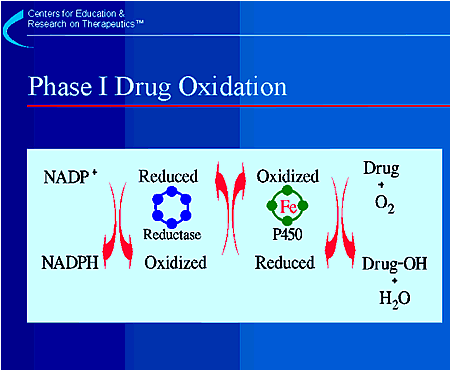 Centers for Education &
Research on Therapeutics™
Phase I Drug Oxidation
NADP+
Reduced
Oxidized
Drug
+
O2
Fe
Reductase
P450
NADPH
Oxidized
Reduced
Drug-OH
+
H2O